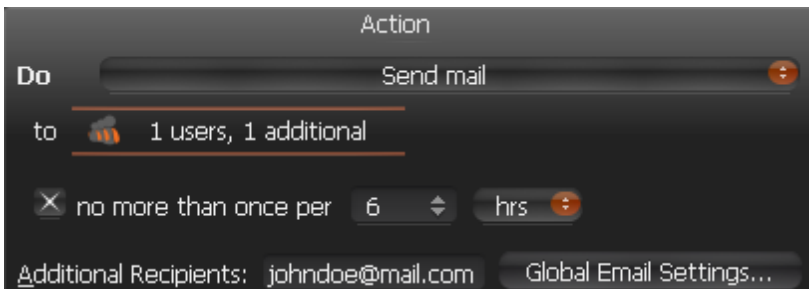 Action
Do Send mail
to 1 users, 1 additional
no more than once per 6 hrs
Additional Recipients: johndoe@mail.com Global Email Settings...